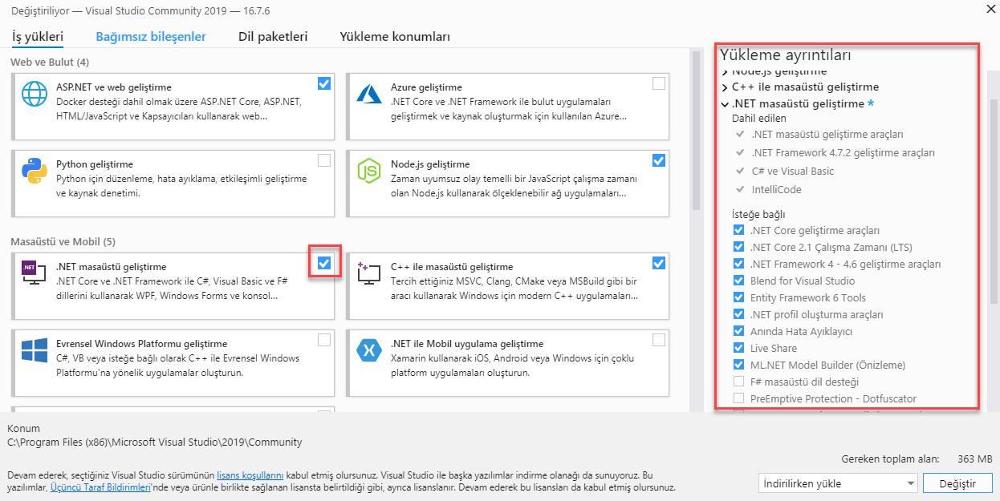 Değiştiriliyor — Visual Studio Community 2019 — 16.7.6
İş yükleri
Bağımsız bileşenler
Dil paketleri
Yükleme konumları
Web ve Bulut (4)
ASP.NET ve web geliştirme
Docker desteği dahil olmak üzere ASP.NET Core, ASP.NET,
HTML/JavaScript ve Kapsayıcıları kullanarak web...
Azure geliştirme
.NET Core ve .NET Framework ile bulut uygulamaları
geliştirmek ve kaynak oluşturmak için kullanılan Azure...
Python geliştirme
Python için düzenleme, hata ayıklama, etkileşimli geliştirme
ve kaynak denetimi.
JS
Node.js geliştirme
Zaman uyumsuz olay temelli bir JavaScript çalışma zamanı
olan Node.js kullanarak ölçeklenebilir ağ uygulamaları...
Masaüstü ve Mobil (5)
.NET
.NET masaüstü geliştirme
.NET Core ve .NET Framework ile C#, Visual Basic ve F#
dillerini kullanarak WPF, Windows Forms ve konsol...
C++ ile masaüstü geliştirme
Tercih ettiğiniz MSVC, Clang, CMake veya MSBuild gibi bir
aracı kullanarak Windows için modern C++ uygulamaları...
Evrensel Windows Platformu geliştirme
C#, VB veya isteğe bağlı olarak C++ ile Evrensel Windows
Platformu'na yönelik uygulamalar oluşturun.
.NET ile Mobil uygulama geliştirme
Xamarin kullanarak iOS, Android veya Windows için çoklu
platform uygulamaları oluşturun.
Yükleme ayrıntıları
Node.js geliştirme
C++ ile masaüstü geliştirme
.NET masaüstü geliştirme *
Dahil edilen
.NET masaüstü geliştirme araçları
.NET Framework 4.7.2 geliştirme araçları
C# ve Visual Basic
IntelliCode
İsteğe bağlı
.NET Core geliştirme araçları
.NET Core 2.1 Çalışma Zamanı (LTS)
.NET Framework 4 - 4.6 geliştirme araçları
Blend for Visual Studio
Entity Framework 6 Tools
.NET profil oluşturma araçları
Anında Hata Ayıklayıcı
Live Share
ML.NET Model Builder (Önizleme)
F# masaüstü dil desteği
PreEmptive Protection - Dotfuscator
Konum
C:\Program Files (x86)\Microsoft Visual Studio\2019\Community
Gereken toplam alan: 363 MB
Devam ederek, seçtiğiniz Visual Studio sürümünün lisans koşullarını kabul etmiş olursunuz. Visual Studio ile başka yazılımlar indirme olanağı da sunuyoruz. Bu
yazılımlar, Üçüncü Taraf Bildirimleri'nde veya ürünle birlikte sağlanan lisansta belirtildiği gibi, ayrıca lisanslanır. Devam ederek bu lisansları da kabul etmiş olursunuz.
İndirilirken yükle
Değiştir